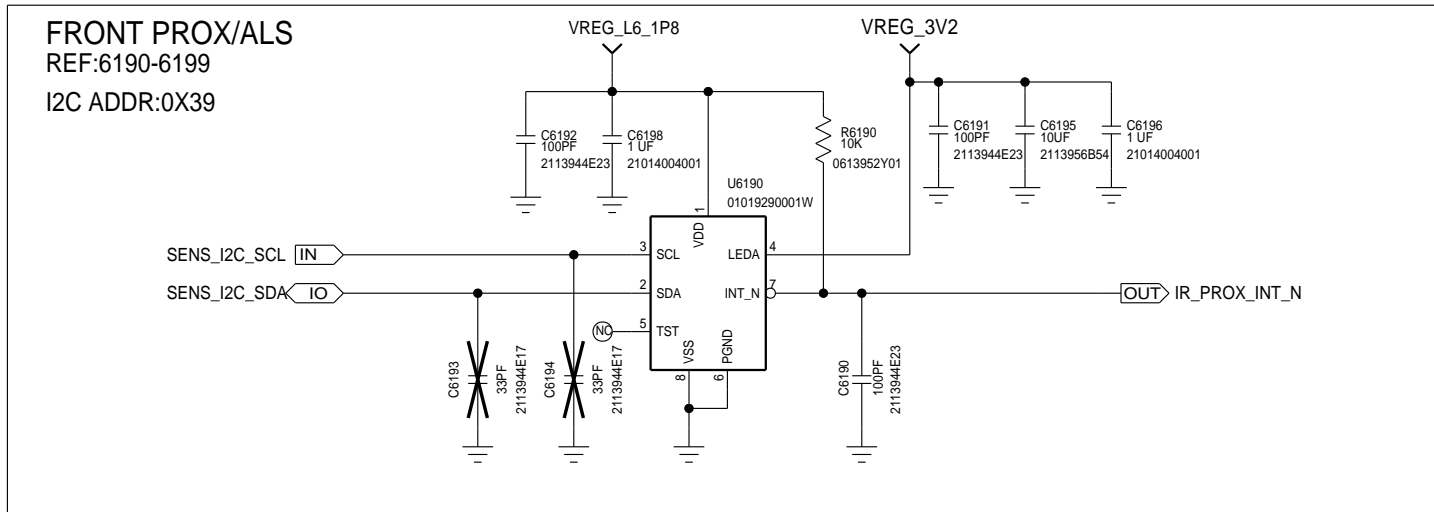 FRONT PROX/ALS
REF:6190-6199
I2C ADDR:0X39
VREG_L6_1P8
VREG_3V2
C6192
100PF
2113944E23
C6198
1 UF
21014004001
R6190
10K
0613952Y01
C6191
100PF
2113944E23
C6195
10UF
2113956B54
C6196
1 UF
21014004001
U6190
01019290001W
1
VDD
SENS_I2C_SCL IN
3
SCL
LEDA
4
SENS_I2C_SDA IO
2
SDA
INT_N
7
OUT IR_PROX_INT_N
NC
5
TST
VSS
8
PGND
6
C6193
33PF
2113944E17
C6194
33PF
2113944E17
C6190
100PF
2113944E23